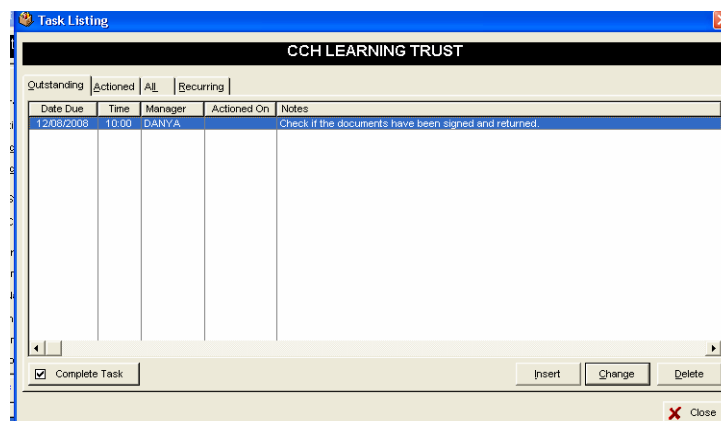 Task Listing
CCH LEARNING TRUST
Outstanding Actioned All Recurring
Date Due Time Manager Actioned On Notes
12/08/2008 10:00 DANYA Check if the documents have been signed and returned.
Complete Task Insert Change Delete
Close